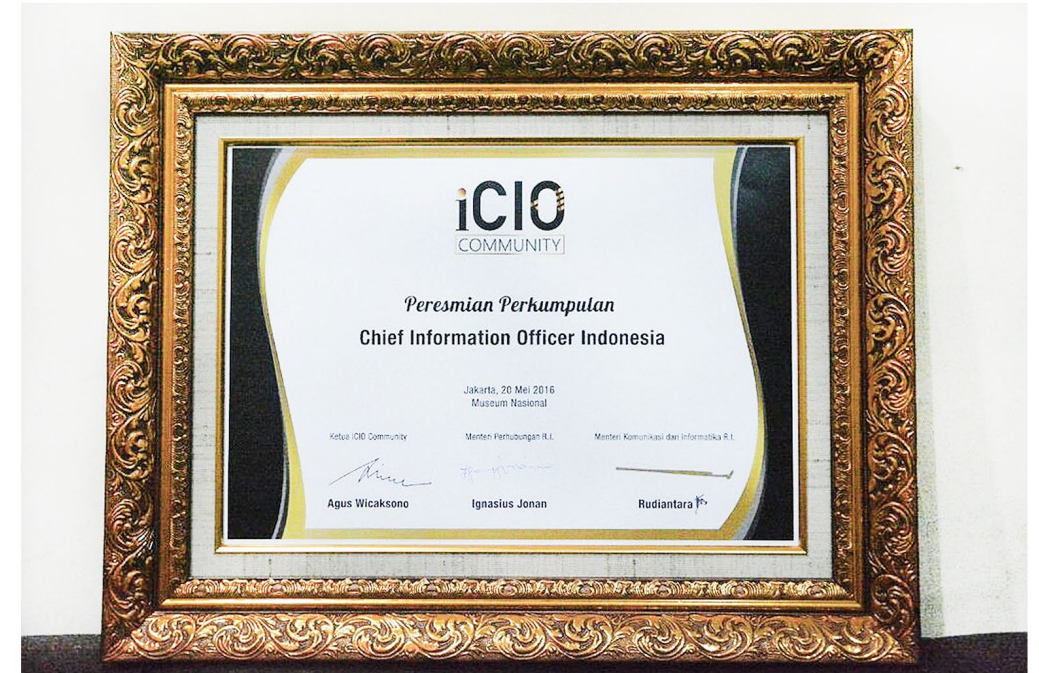 iCIO
COMMUNITY
Peresmian Perkumpulan
Chief Information Officer Indonesia
Jakarta, 20 Mei 2016
Museum Nasional
Ketua iCIO Community
Menteri Perhubungan R.I.
Menteri Komunikasi dan Informatika R.I.
Agus Wicaksono
Ignasius Jonan
Rudiantara